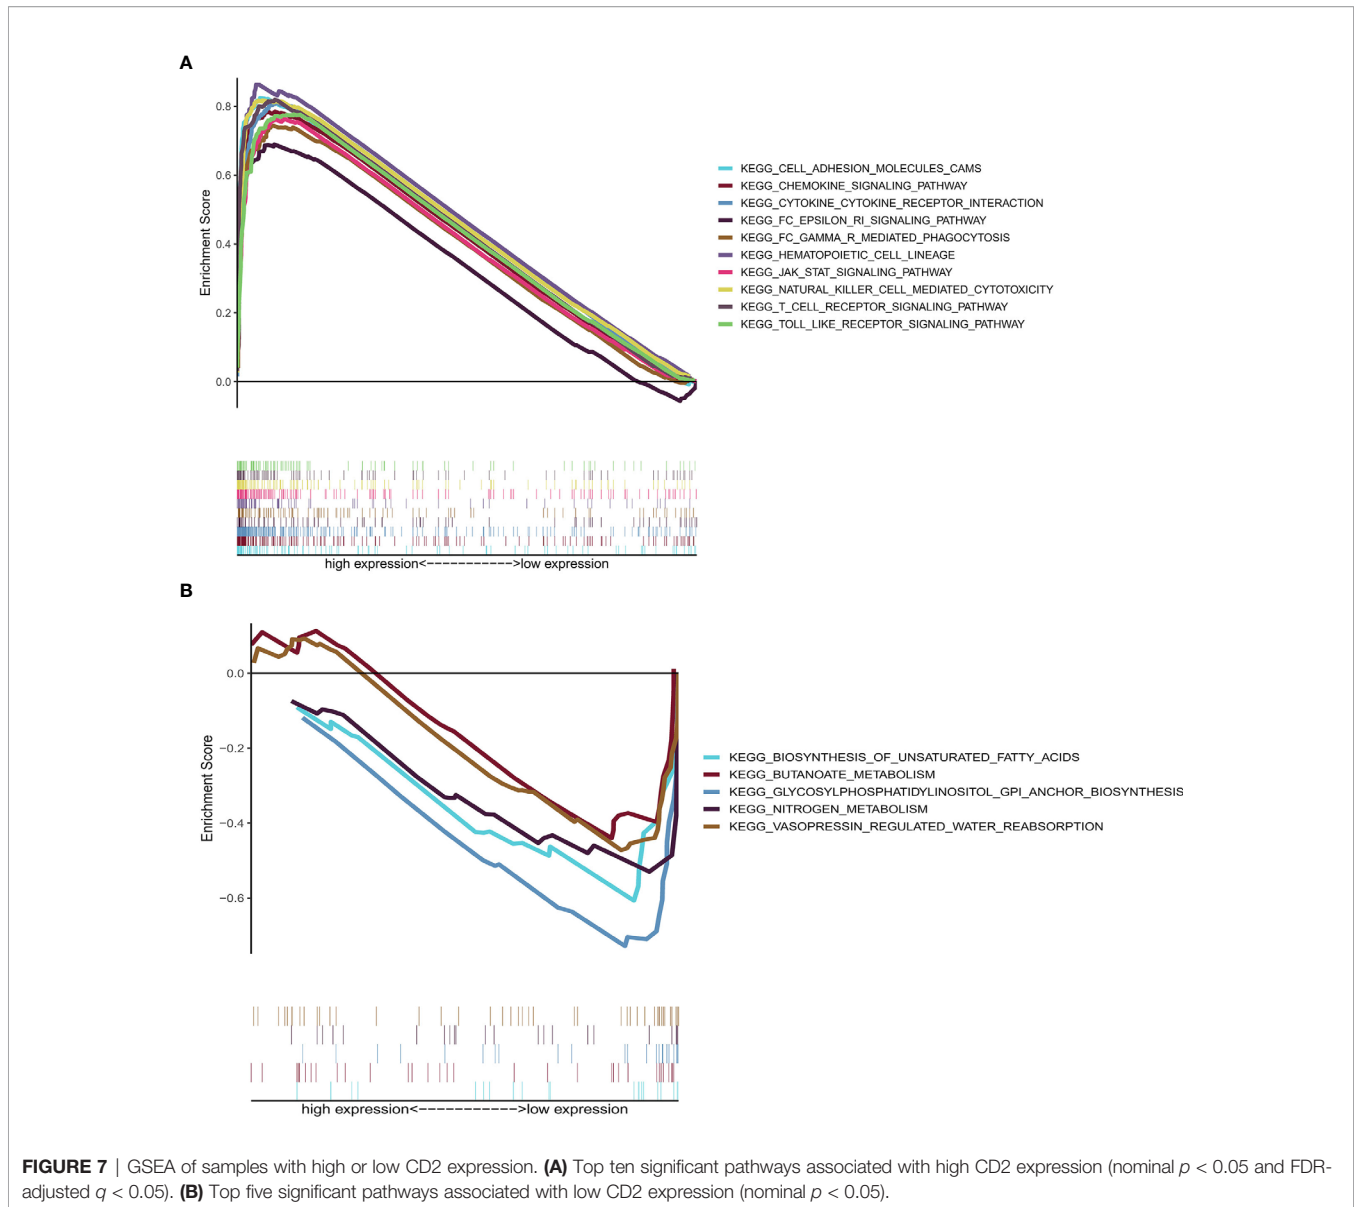 A
0.8
0.6
0.4
0.2
0.0
Enrichment Score
KEGG_CELL_ADHESION_MOLECULES_CAMS
KEGG_CHEMOKINE_SIGNALING_PATHWAY
KEGG_CYTOKINE_CYTOKINE_RECEPTOR_INTERACTION
KEGG_FC_EPSILON_RI_SIGNALING_PATHWAY
KEGG_FC_GAMMA_R_MEDIATED_PHAGOCYTOSIS
KEGG_HEMATOPOIETIC_CELL_LINEAGE
KEGG_JAK_STAT_SIGNALING_PATHWAY
KEGG_NATURAL_KILLER_CELL_MEDIATED_CYTOTOXICITY
KEGG_T_CELL_RECEPTOR_SIGNALING_PATHWAY
KEGG_TOLL_LIKE_RECEPTOR_SIGNALING_PATHWAY
high expression<------------>low expression
B
0.0
−0.2
−0.4
−0.6
Enrichment Score
KEGG_BIOSYNTHESIS_OF_UNSATURATED_FATTY_ACIDS
KEGG_BUTANOATE_METABOLISM
KEGG_GLYCOSYLPHOSPHATIDYLINOSITOL_GPI_ANCHOR_BIOSYNTHESIS
KEGG_NITROGEN_METABOLISM
KEGG_VASOPRESSIN_REGULATED_WATER_REABSORPTION
high expression<------------>low expression
FIGURE 7 | GSEA of samples with high or low CD2 expression. (A) Top ten significant pathways associated with high CD2 expression (nominal p < 0.05 and FDR-
adjusted q < 0.05). (B) Top five significant pathways associated with low CD2 expression (nominal p < 0.05).